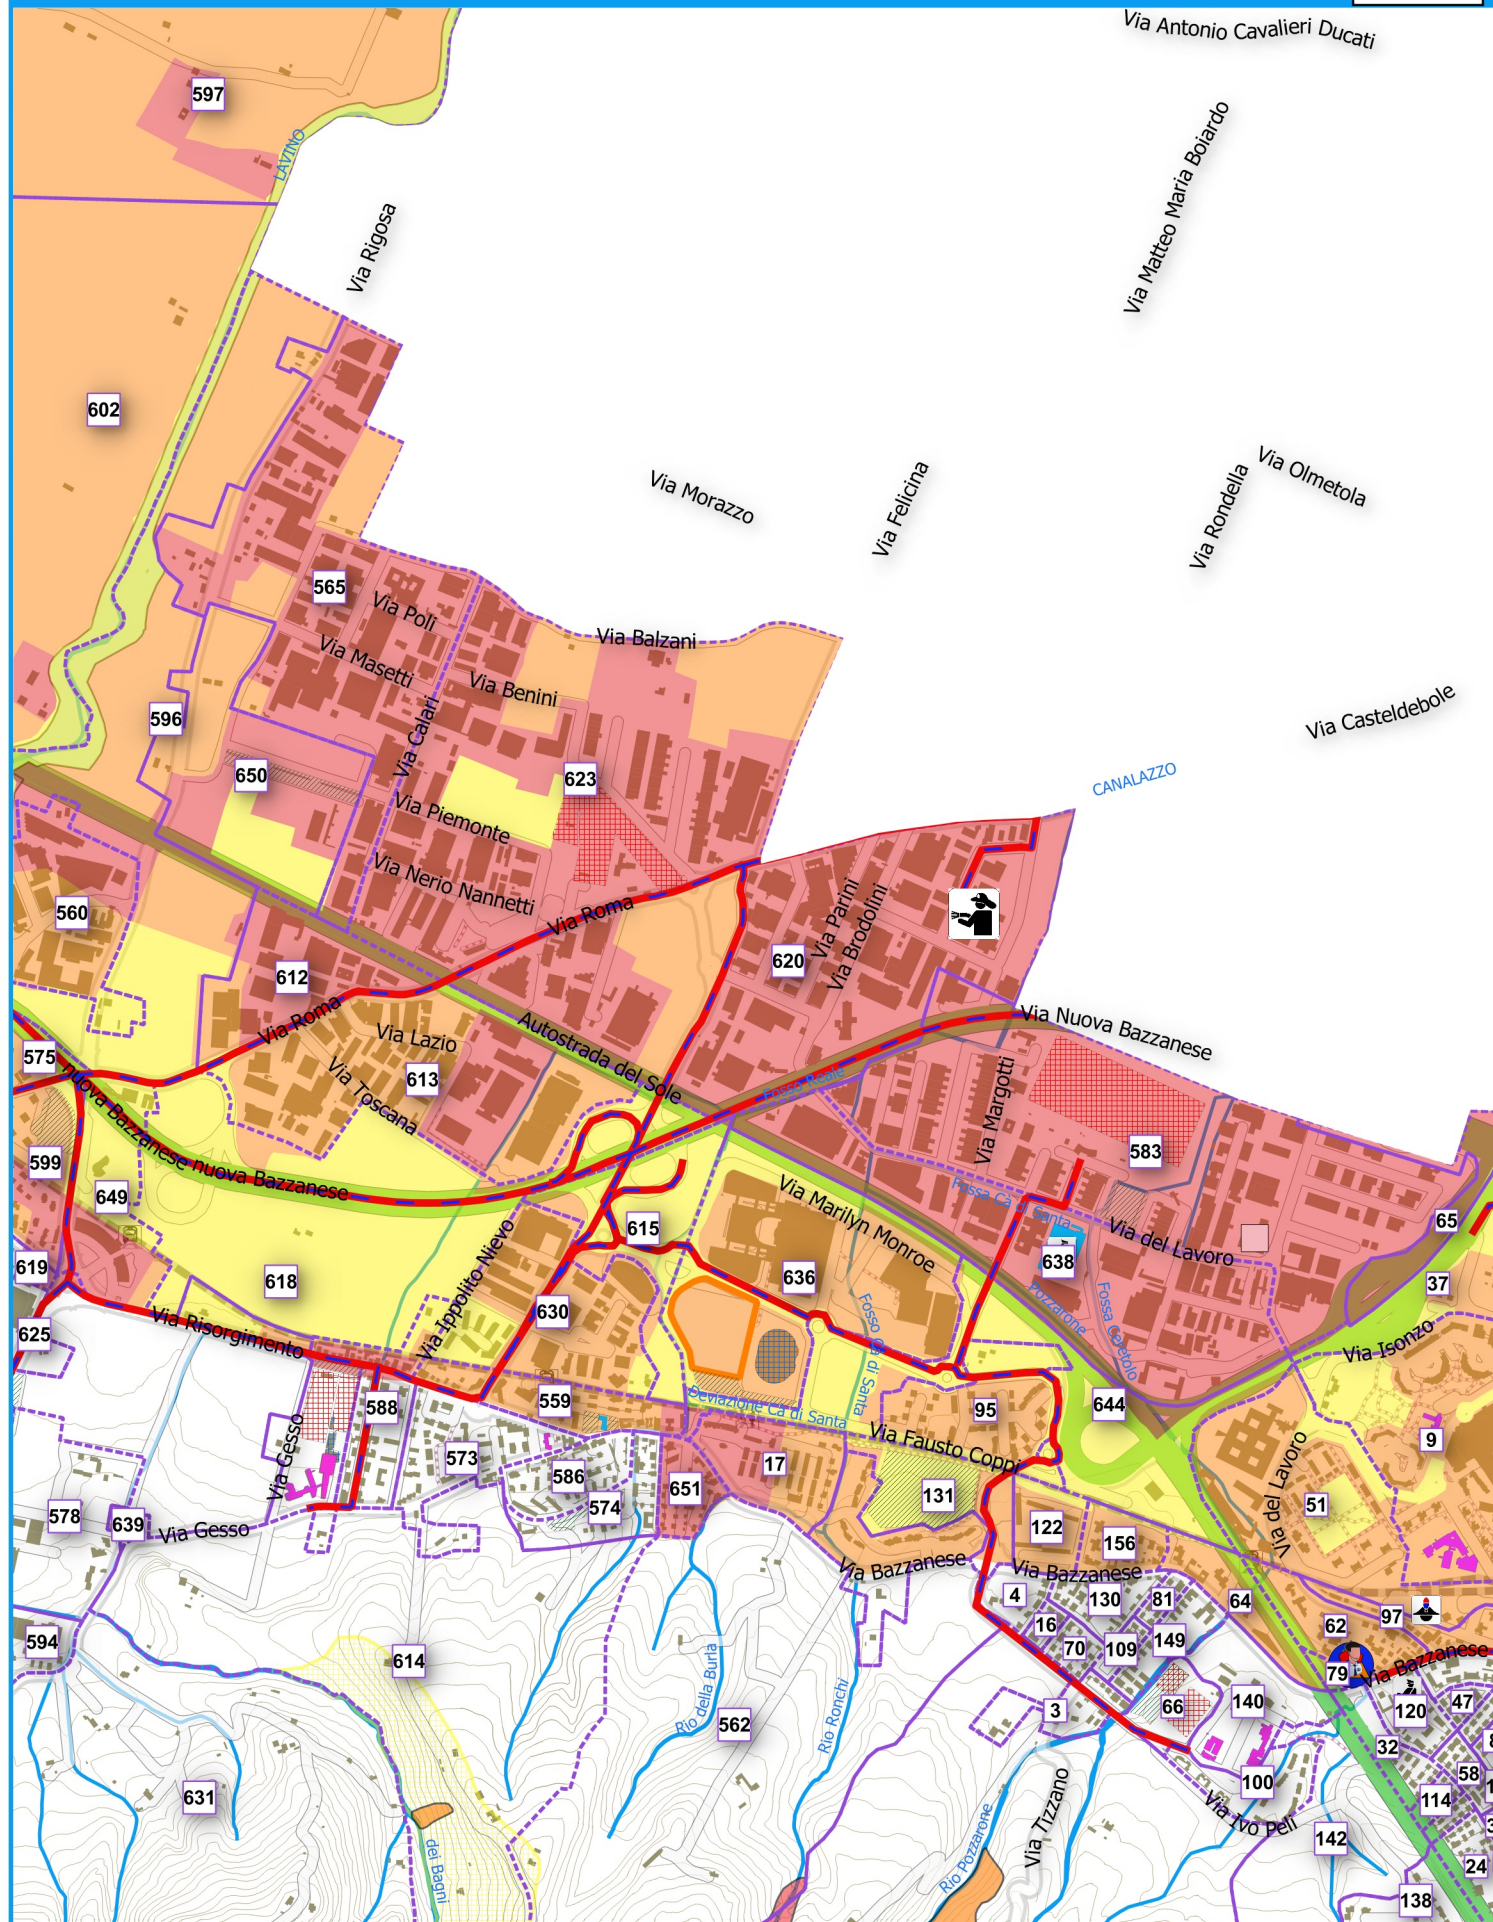 Via Antonio Cavalieri Ducati
597
LAVINO
Via Matteo Maria Boiardo
Via Rigosa
602
Via Morazzo
Via Felicina
Via Rondella
Via Olmetola
565
Via Poli
Via Balzani
Via Masetti
Via Benini
Via Calari
596
Via Casteldebole
650
623
CANALAZZO
Via Piemonte
Via Nerio Nannetti
Via Roma
Via Parini
Via Brodolini
560
620
612
Via Roma
Via Nuova Bazzanese
Via Lazio
Autostrada del Sole
575
613
Via Toscana
Fosso Reale
Via Margotti
nuova Bazzanese
nuova Bazzanese
583
599
649
Via Marilyn Monroe
Fossa Cà di Santa
65
615
Via del Lavoro
619
618
Via Ippolito Nievo
636
638
37
630
Pozzarone
Fossa Canocchietta
625
Via Risorgimento
Fosso Cà di Santa
Via Isonzo
559
Deviazione Cà di Santa
588
95
644
Via Fausto Coppi
9
Via Gesso
573
586
17
Via del Lavoro
574
651
131
51
578
639
Via Gesso
122
156
Via Bazzanese
Via Bazzanese
4
130
81
64
16
62
97
594
614
70
109
149
Via Bazzanese
79
Rio della Burla
562
Rio Ronchi
3
66
140
120
47
32
631
100
58
114
Via Ivo Peli
Via Tizzano
142
Rio Pozzarone
dei Bagni
24
138